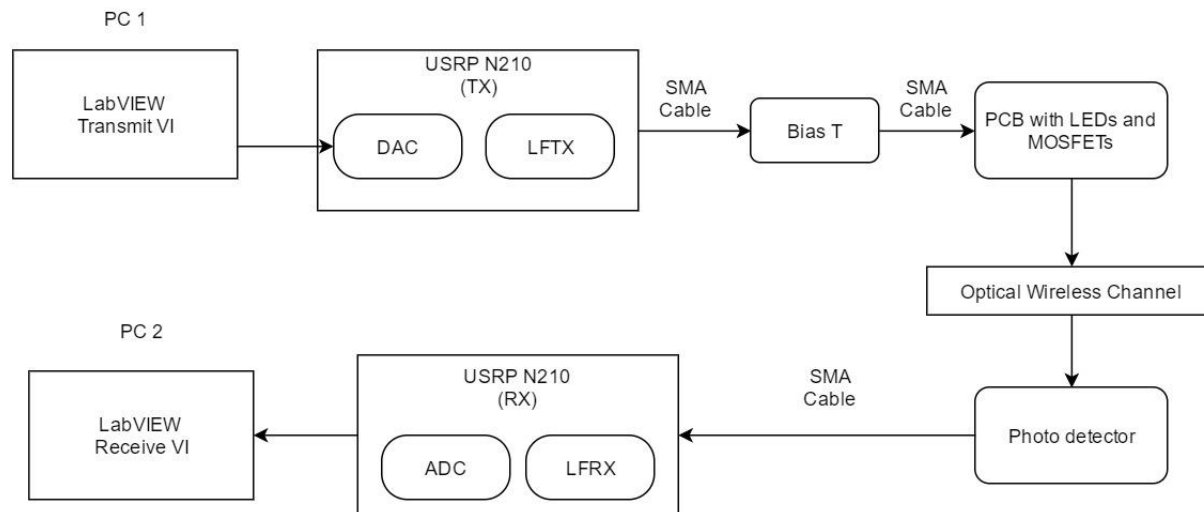 PC 1
LabVIEW
Transmit VI
USRP N210
(TX)
DAC
LFTX
SMA
Cable
Bias T
SMA
Cable
PCB with LEDs and
MOSFETs
Optical Wireless Channel
PC 2
LabVIEW
Receive VI
USRP N210
(RX)
ADC
LFRX
SMA
Cable
Photo detector